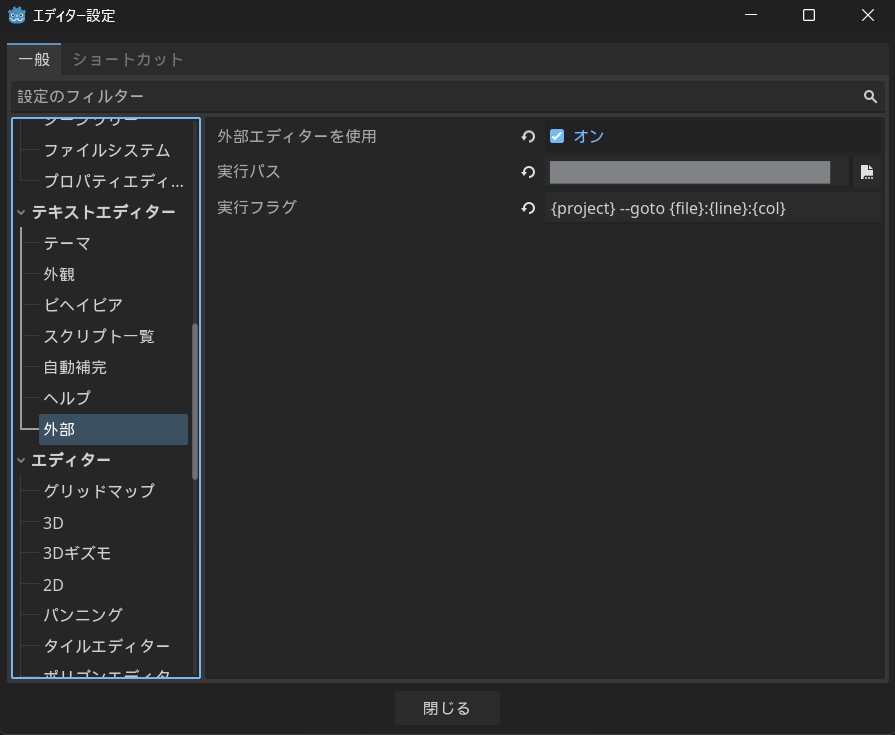 エディター設定
一般
ショートカット
設定のフィルター
ファイルシステム
プロパティエディ...
テキストエディター
テーマ
外観
ビヘイビア
スクリプト一覧
自動補完
ヘルプ
外部
エディター
グリッドマップ
3D
3Dギズモ
2D
パンニング
タイルエディター
外部エディターを使用
オン
実行パス
実行フラグ
{project} --goto {file}:{line}:{col}
閉じる